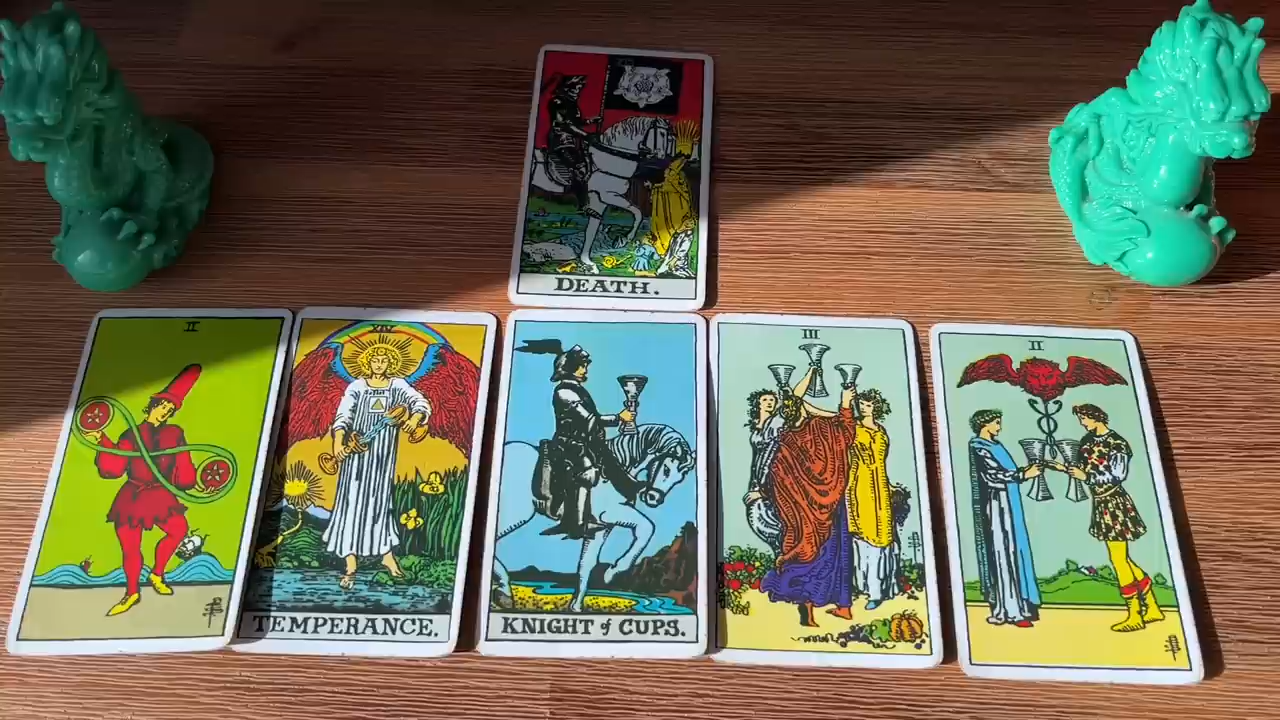 DEATH.
II
XIV
TEMPERANCE.
KNIGHT of CUPS.
III
II